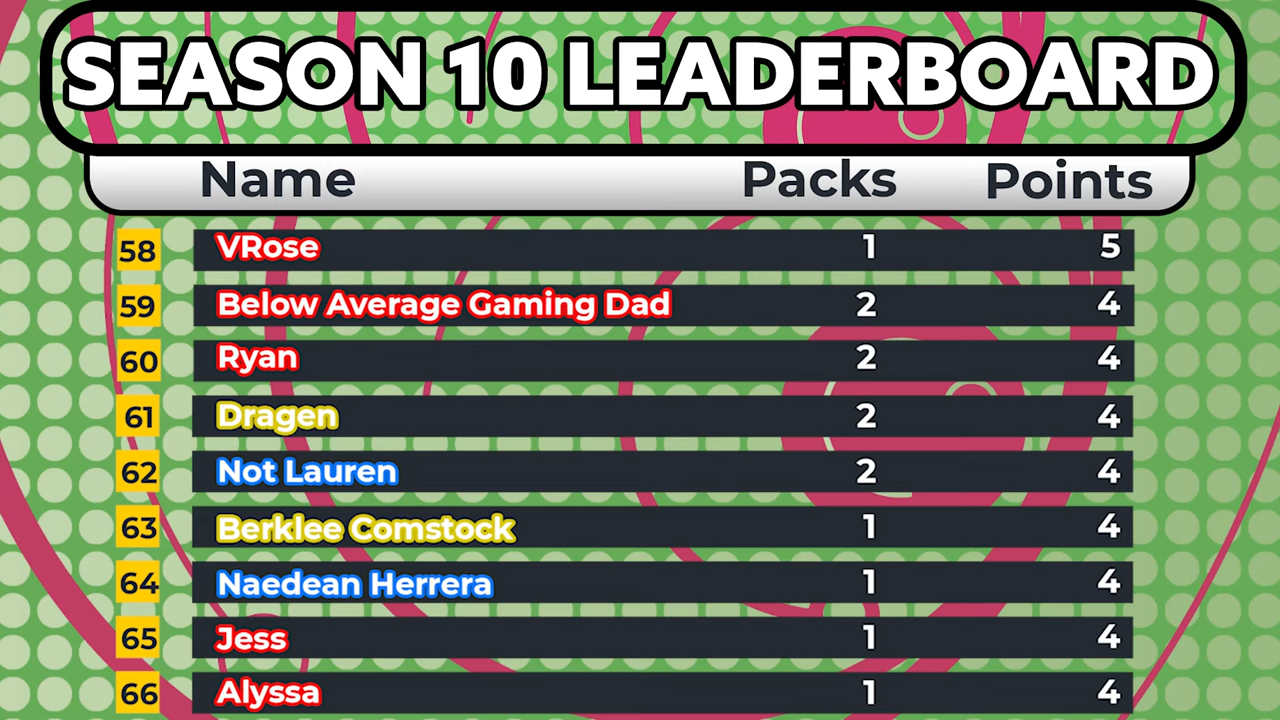 SEASON 10 LEADERBOARD
Name Packs Points
58 VRose 1 5
59 Below Average Gaming Dad 2 4
60 Ryan 2 4
61 Dragen 2 4
62 Not Lauren 2 4
63 Berklee Comstock 1 4
64 Naedean Herrera 1 4
65 Jess 1 4
66 Alyssa 1 4